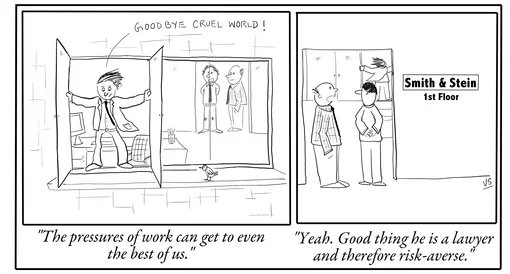 GOODBYE CRUEL WORLD!
"The pressures of work can get to even
the best of us."
Smith & Stein
1st Floor
VS
"Yeah. Good thing he is a lawyer
and therefore risk-averse."